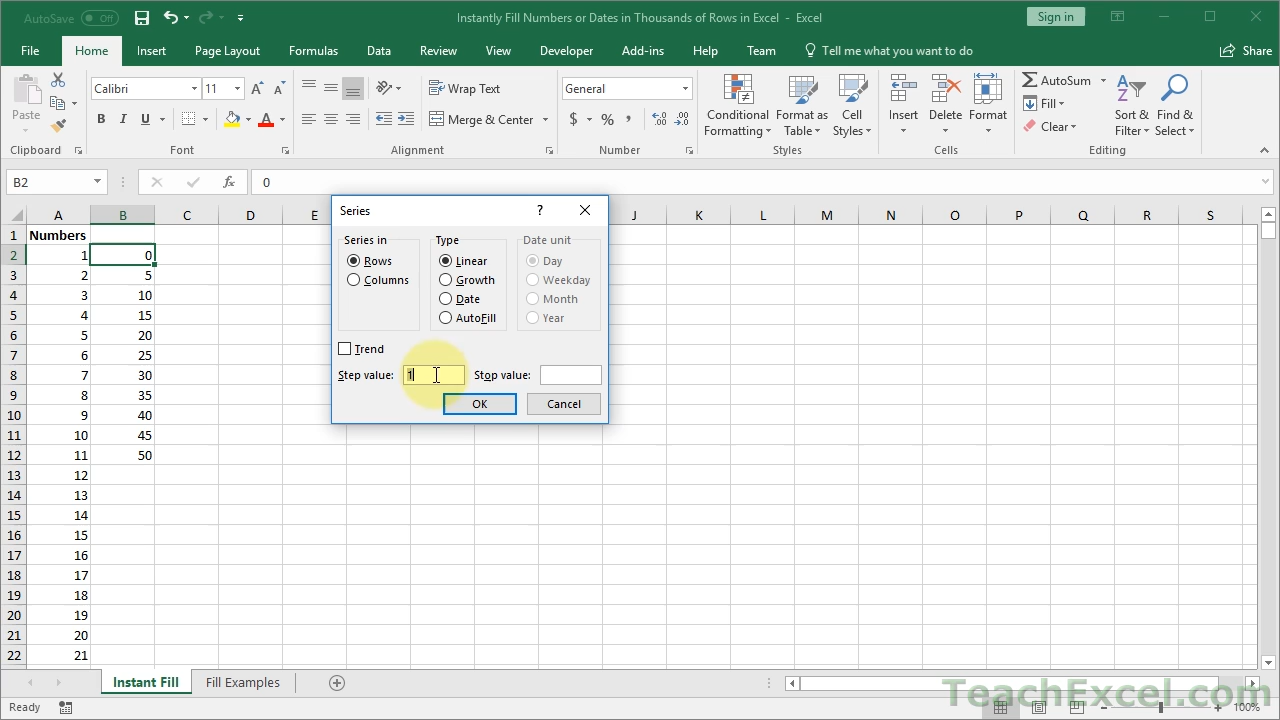 AutoSave Off
Instantly Fill Numbers or Dates in Thousands of Rows in Excel - Excel
Sign in
File Home Insert Page Layout Formulas Data Review View Developer Add-ins Help Team Tell me what you want to do Share
Paste
Calibri 11
B I U A
Wrap Text
Merge & Center
General
$ % ,
Conditional Formatting
Format as Table
Cell Styles
Insert Delete Format
AutoSum
Fill
Clear
Sort & Filter
Find & Select
Clipboard Font Alignment Number Styles Cells Editing
B2 fx 0
A B C D E J K L M N O P Q R S
1 Numbers
2 1 0
3 2 5
4 3 10
5 4 15
6 5 20
7 6 25
8 7 30
9 8 35
10 9 40
11 10 45
12 11 50
13 12
14 13
15 14
16 15
17 16
18 17
19 18
20 19
21 20
22 21
Series ?
Series in Type Date unit
Rows Linear Day
Columns Growth Weekday
Date Month
AutoFill Year
Trend
Step value: 1 Stop value:
OK Cancel
Instant Fill Fill Examples
TeachExcel.com
Ready 100%